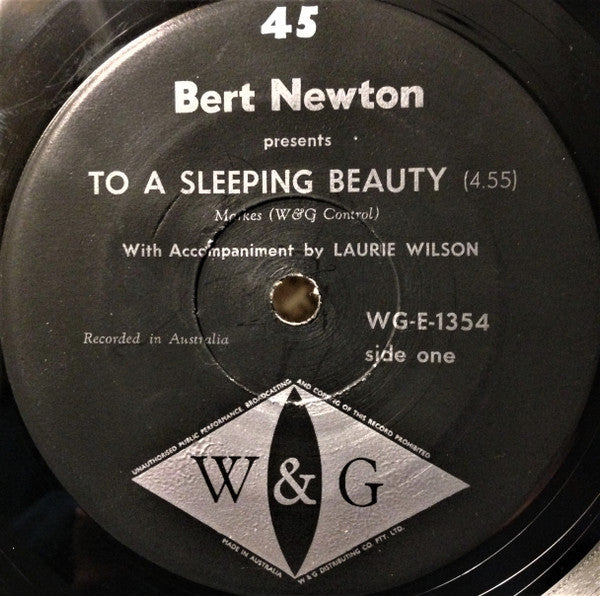 45
Bert Newton
presents
TO A SLEEPING BEAUTY (4.55)
Markes (W&G Control)
With Accompaniment by LAURIE WILSON
WG-E-1354
Recorded in Australia
side one
UNAUTHORISED PUBLIC PERFORMANCE BROADCASTING AND COPYING OF THIS RECORD PROHIBITED
W & G
MADE IN AUSTRALIA
W & G DISTRIBUTING CO. PTY. LTD.